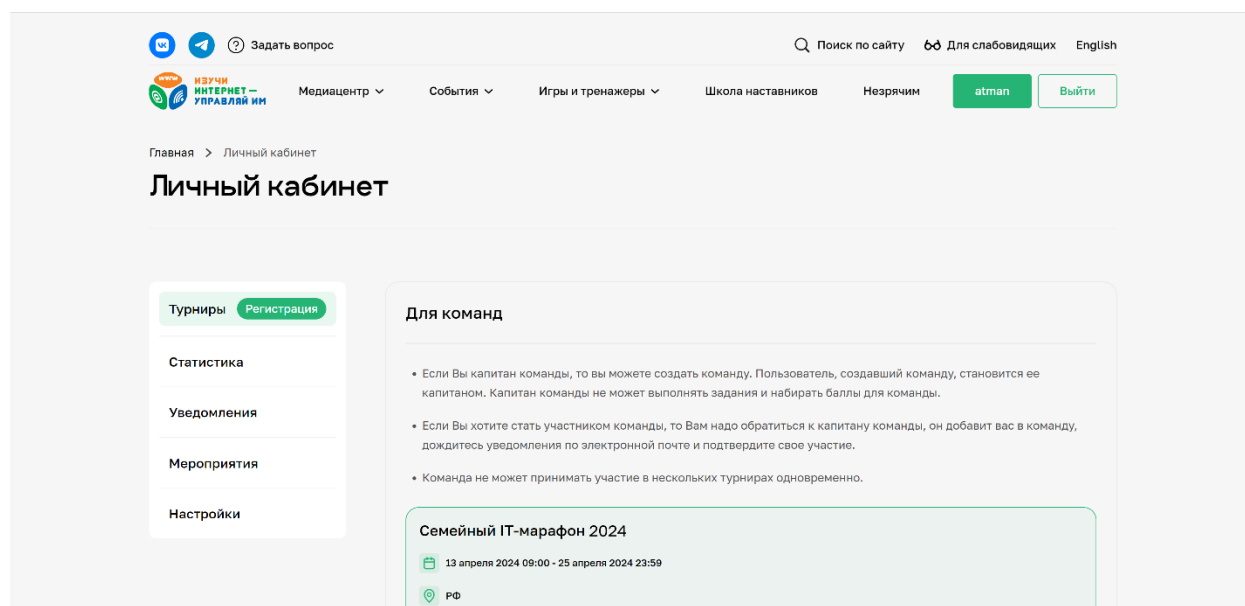 Задать вопрос
Поиск по сайту
Для слабовидящих
English
www
ИЗУЧИ
ИНТЕРНЕТ —
УПРАВЛЯЙ ИМ
Медиацентр
События
Игры и тренажеры
Школа наставников
Незрячим
atman
Выйти
Главная > Личный кабинет
Личный кабинет
Турниры Регистрация
Статистика
Уведомления
Мероприятия
Настройки
Для команд
• Если Вы капитан команды, то вы можете создать команду. Пользователь, создавший команду, становится ее
капитаном. Капитан команды не может выполнять задания и набирать баллы для команды.
• Если Вы хотите стать участником команды, то Вам надо обратиться к капитану команды, он добавит вас в команду,
дождитесь уведомления по электронной почте и подтвердите свое участие.
• Команда не может принимать участие в нескольких турнирах одновременно.
Семейный IT-марафон 2024
13 апреля 2024 09:00 - 25 апреля 2024 23:59
РФ